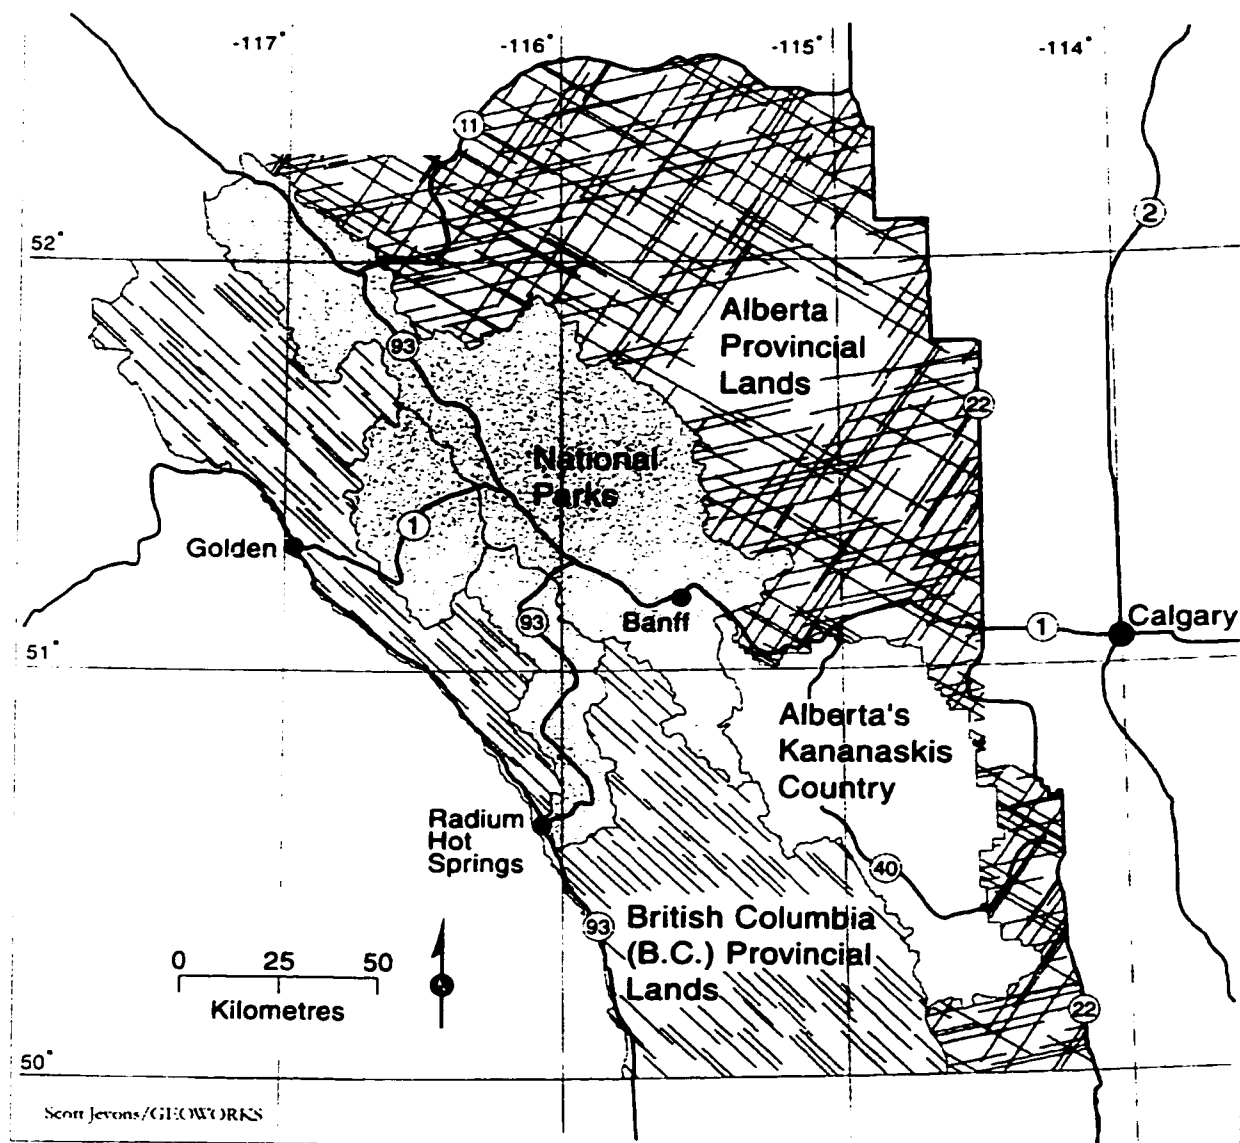 -117°
-116°
-115°
-114°
11
2
52°
Alberta
Provincial
Lands
93
22
National
Parks
1
Golden
93
Banff
1
Calgary
51°
Alberta's
Kananaskis
Country
Radium
Hot
Springs
40
93
British Columbia
(B.C.) Provincial
Lands
0 25 50
Kilometres
22
50°
Scott Jevons/GEOWORKS